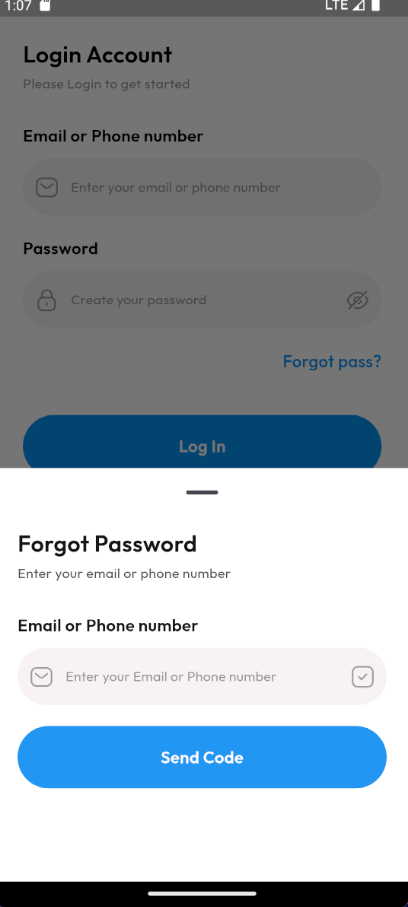 1:07
LTE
Login Account
Please Login to get started
Email or Phone number
Enter your email or phone number
Password
Create your password
Forgot pass?
Log In
Forgot Password
Enter your email or phone number
Email or Phone number
Enter your Email or Phone number
Send Code